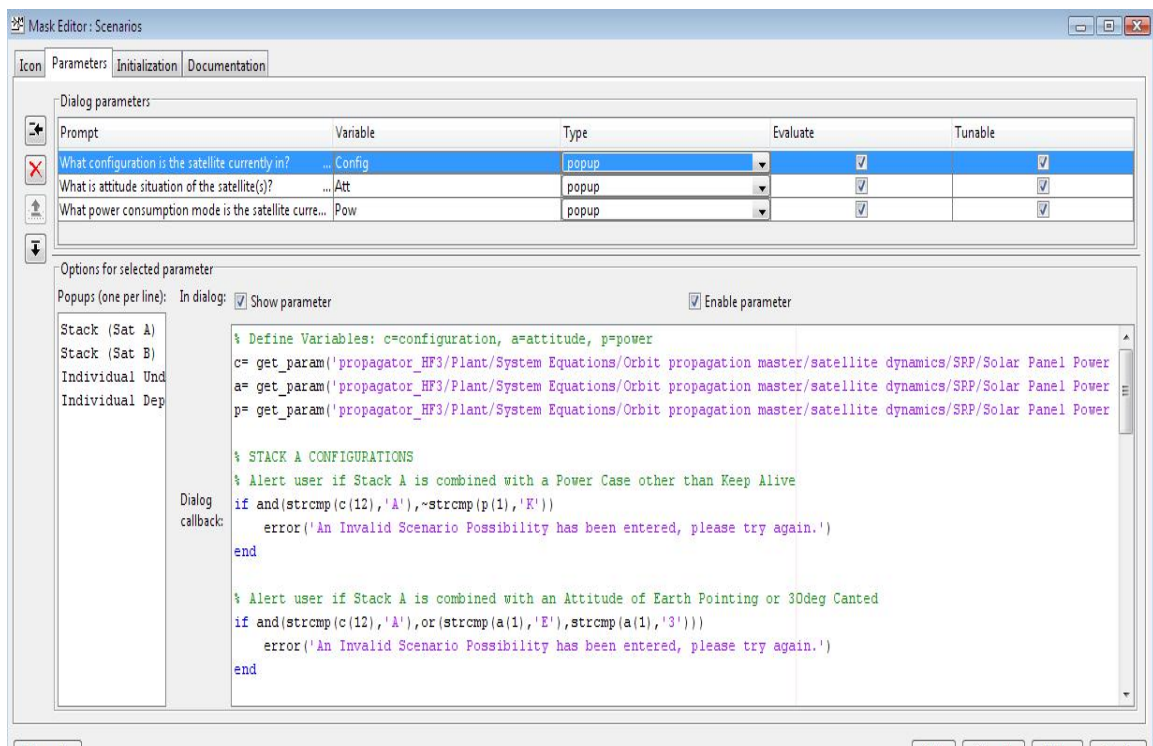 Mask Editor : Scenarios
Icon Parameters Initialization Documentation
Dialog parameters
Prompt Variable Type Evaluate Tunable
What configuration is the satellite currently in? ... Config popup
What is attitude situation of the satellite(s)? ... Att popup
What power consumption mode is the satellite curre... Pow popup
Options for selected parameter
Popups (one per line): In dialog: Show parameter Enable parameter
Stack (Sat A)
Stack (Sat B)
Individual Und
Individual Dep
Dialog callback:
% Define Variables: c=configuration, a=attitude, p=power
c= get_param('propagator_HF3/Plant/System Equations/Orbit propagation master/satellite dynamics/SRP/Solar Panel Power
a= get_param('propagator_HF3/Plant/System Equations/Orbit propagation master/satellite dynamics/SRP/Solar Panel Power
p= get_param('propagator_HF3/Plant/System Equations/Orbit propagation master/satellite dynamics/SRP/Solar Panel Power
% STACK A CONFIGURATIONS
% Alert user if Stack A is combined with a Power Case other than Keep Alive
if and(strcmp(c(12),'A'),~strcmp(p(1),'K'))
error('An Invalid Scenario Possibility has been entered, please try again.')
end
% Alert user if Stack A is combined with an Attitude of Earth Pointing or 30deg Canted
if and(strcmp(c(12),'A'),or(strcmp(a(1),'E'),strcmp(a(1),'3')))
error('An Invalid Scenario Possibility has been entered, please try again.')
end